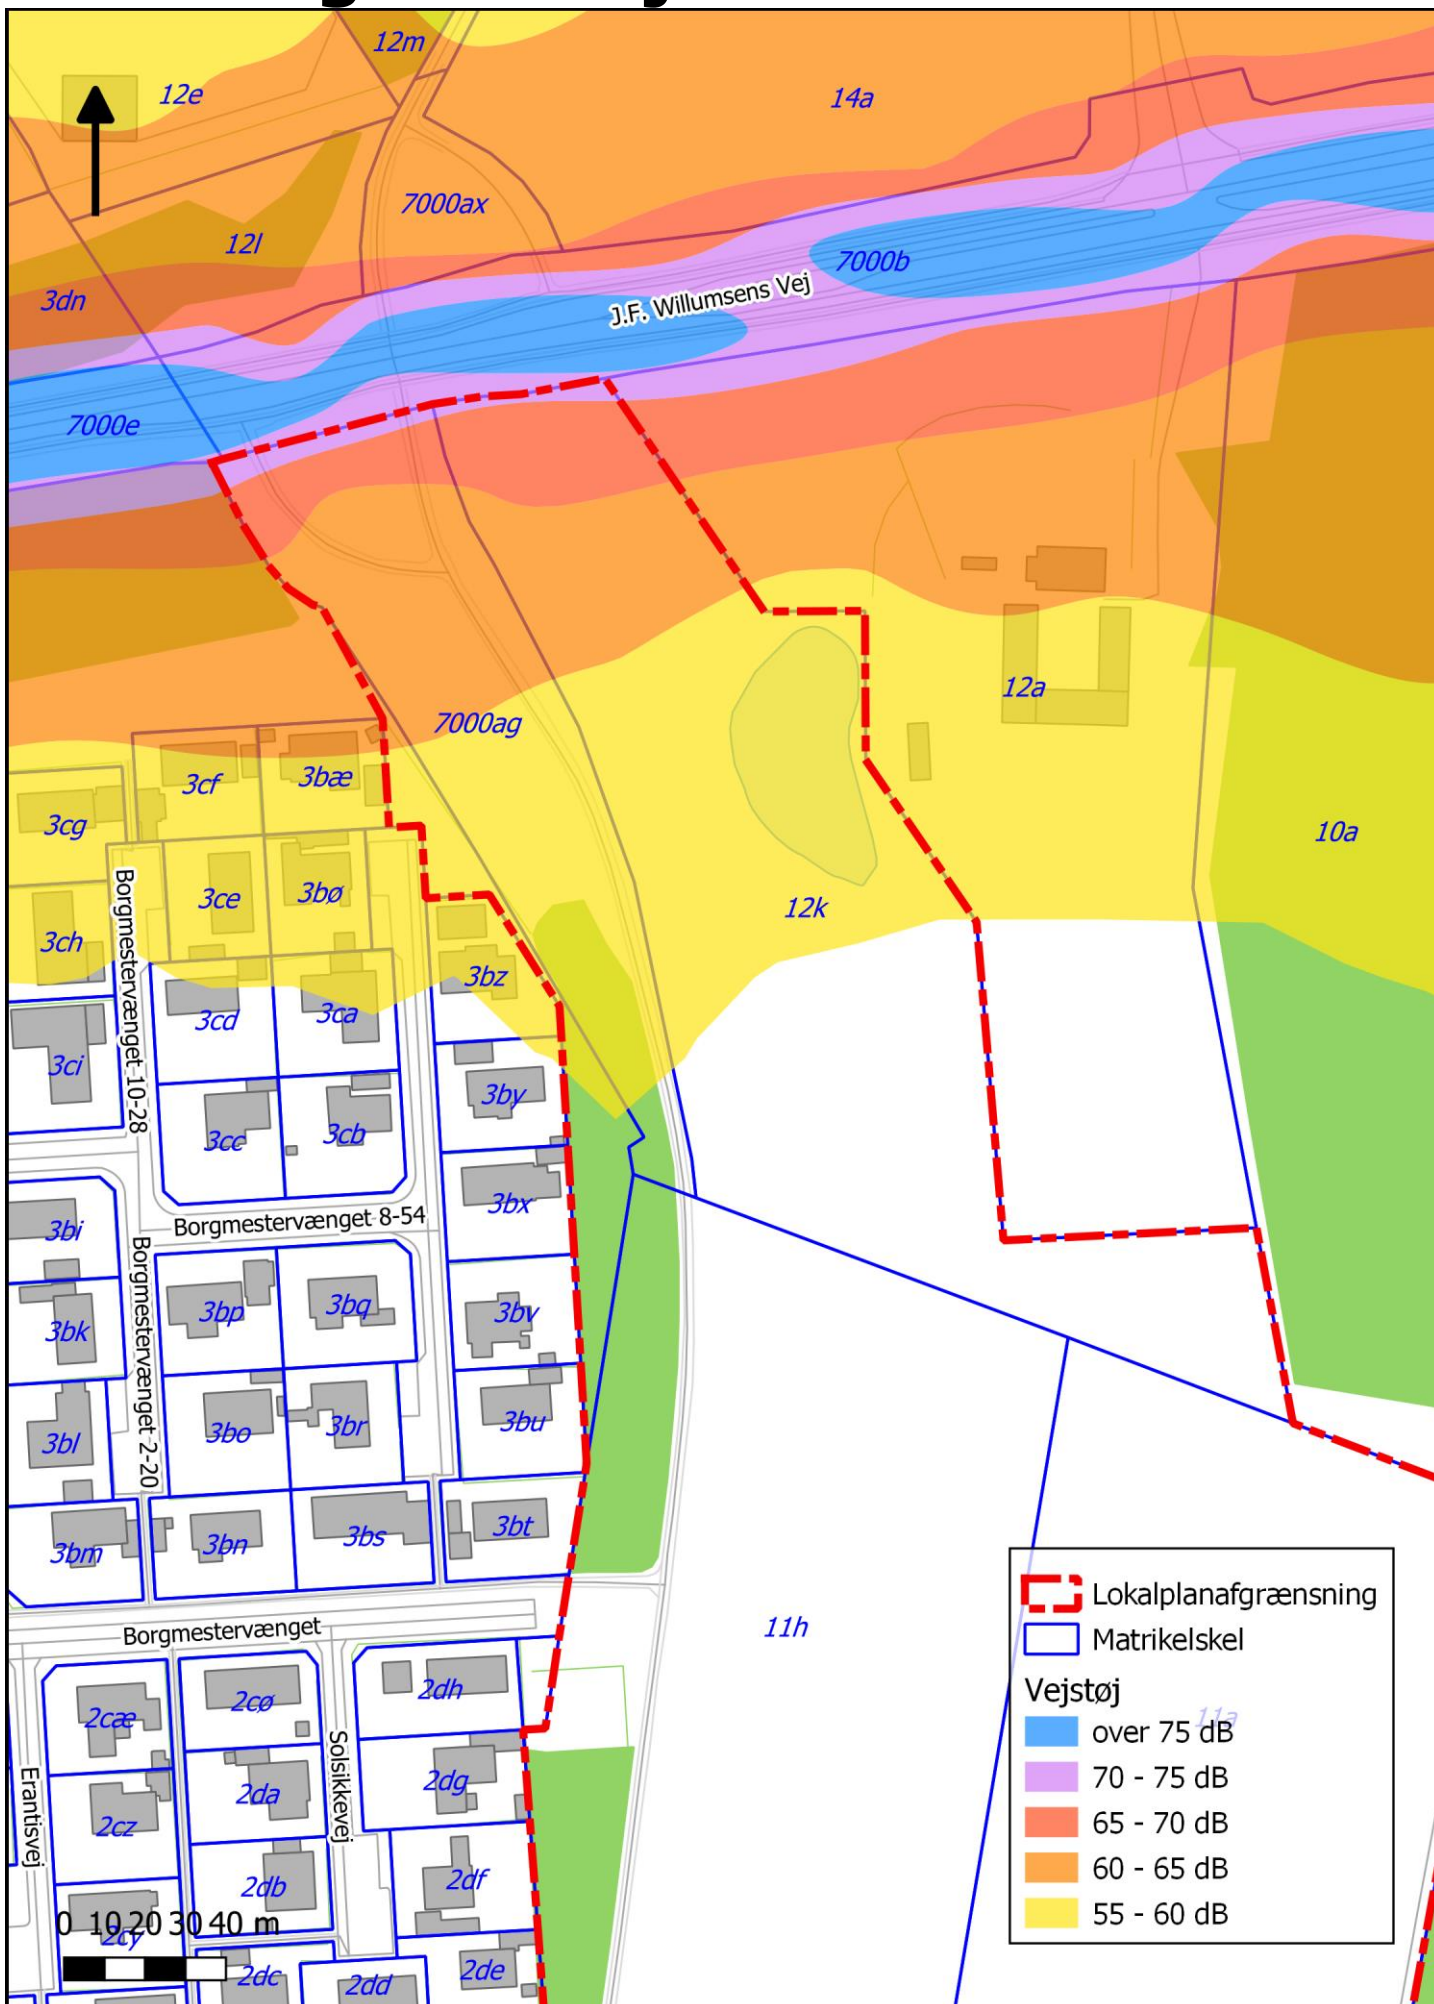 12m
12e
14a
7000ax
12l
7000b
3dn
J.F. Willumsens Vej
7000e
12a
7000ag
3cf
3bæ
3cg
10a
3ce
3bø
12k
3ch
3bz
Borgmestervænget 10-28
3cd
3ca
3ci
3by
3cc
3cb
3bx
Borgmestervænget 8-54
3bi
3bp
3bq
3bv
3bk
Borgmestervænget 2-20
3bo
3br
3bu
3bl
3bm
3bn
3bs
3bt
Borgmestervænget
11h
2cæ
2cø
2dh
Solsikkevej
Erantisvej
2cz
2da
2dg
2db
2df
2cy
2dc
2dd
2de
0 10 20 30 40 m
Lokalplanafgrænsning
Matrikelskel
Vejstøj
11a
over 75 dB
70 - 75 dB
65 - 70 dB
60 - 65 dB
55 - 60 dB